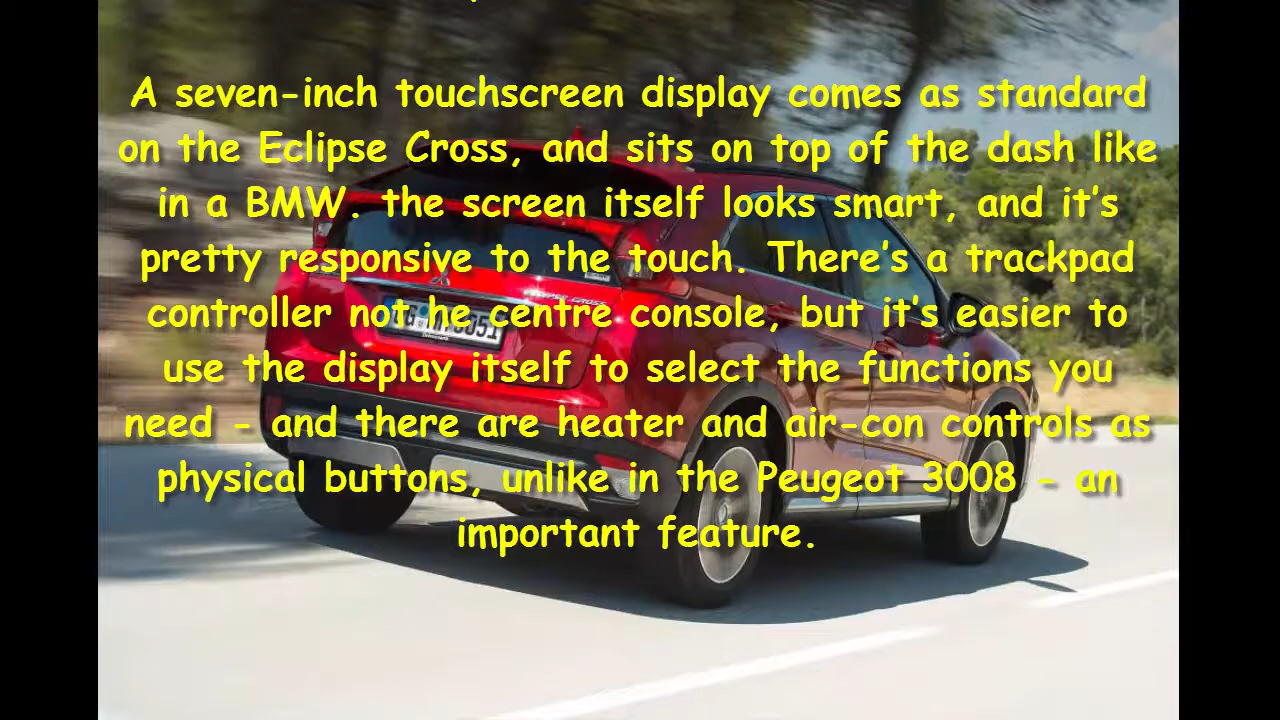 A seven-inch touchscreen display comes as standard
on the Eclipse Cross, and sits on top of the dash like
in a BMW. the screen itself looks smart, and it's
pretty responsive to the touch. There's a trackpad
controller not he centre console, but it's easier to
use the display itself to select the functions you
need - and there are heater and air-con controls as
physical buttons, unlike in the Peugeot 3008 - an
important feature.
ECLIPSE CROSS